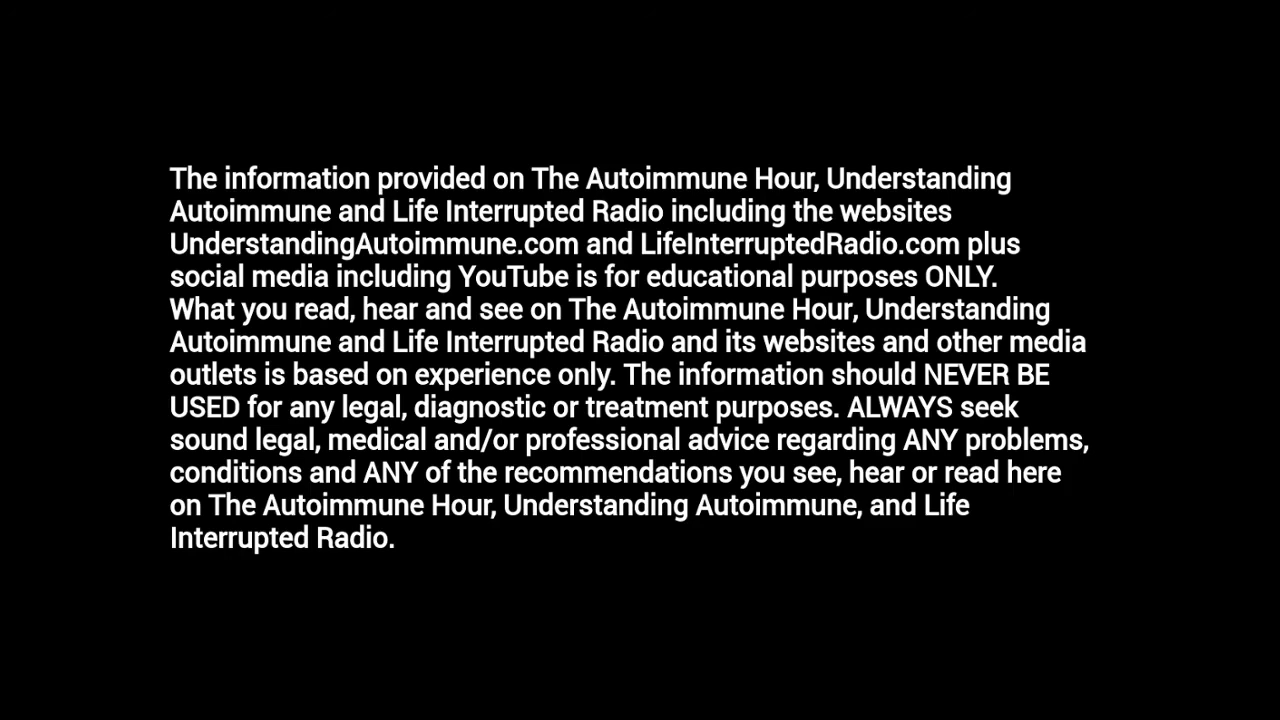 The information provided on The Autoimmune Hour, Understanding
Autoimmune and Life Interrupted Radio including the websites
UnderstandingAutoimmune.com and LifeInterruptedRadio.com plus
social media including YouTube is for educational purposes ONLY.
What you read, hear and see on The Autoimmune Hour, Understanding
Autoimmune and Life Interrupted Radio and its websites and other media
outlets is based on experience only. The information should NEVER BE
USED for any legal, diagnostic or treatment purposes. ALWAYS seek
sound legal, medical and/or professional advice regarding ANY problems,
conditions and ANY of the recommendations you see, hear or read here
on The Autoimmune Hour, Understanding Autoimmune, and Life
Interrupted Radio.